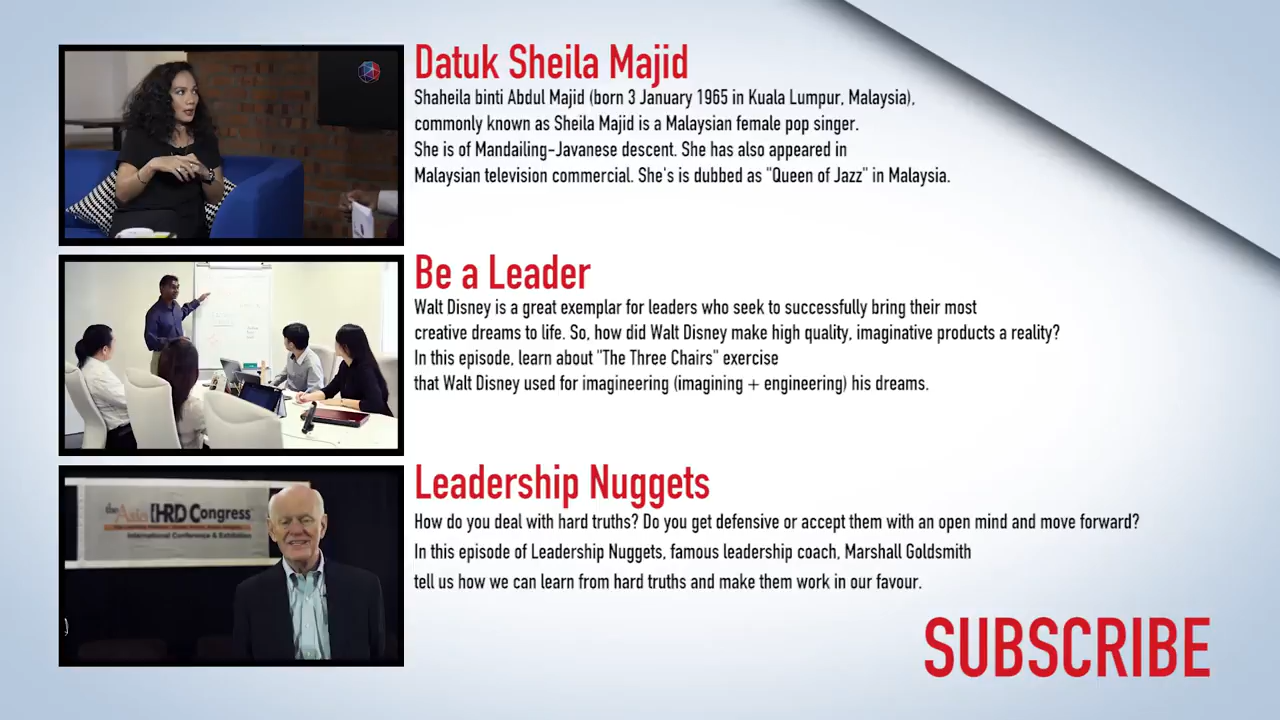 Datuk Sheila Majid
Shaheila binti Abdul Majid (born 3 January 1965 in Kuala Lumpur, Malaysia),
commonly known as Sheila Majid is a Malaysian female pop singer.
She is of Mandailing-Javanese descent. She has also appeared in
Malaysian television commercial. She's is dubbed as "Queen of Jazz" in Malaysia.
Be a Leader
Walt Disney is a great exemplar for leaders who seek to successfully bring their most
creative dreams to life. So, how did Walt Disney make high quality, imaginative products a reality?
In this episode, learn about "The Three Chairs" exercise
that Walt Disney used for imagineering (imagining + engineering) his dreams.
the Asia HRD Congress
International Conference & Exhibition
Leadership Nuggets
How do you deal with hard truths? Do you get defensive or accept them with an open mind and move forward?
In this episode of Leadership Nuggets, famous leadership coach, Marshall Goldsmith
tell us how we can learn from hard truths and make them work in our favour.
SUBSCRIBE